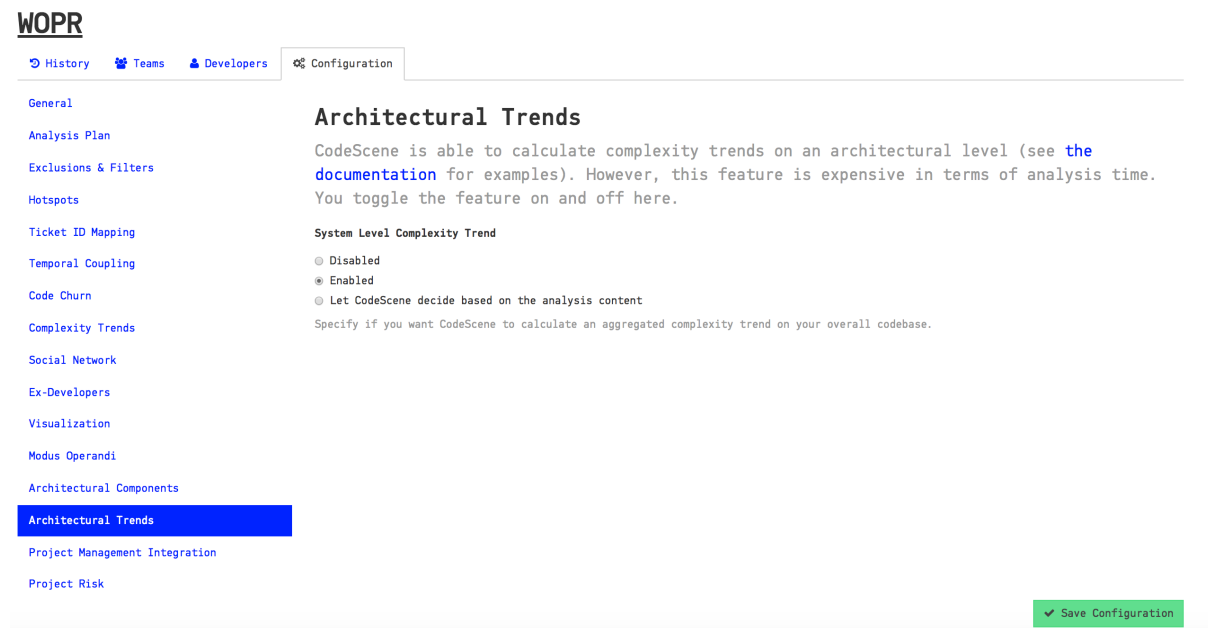 WOPR
History
Teams
Developers
Configuration
General
Analysis Plan
Exclusions & Filters
Hotspots
Ticket ID Mapping
Temporal Coupling
Code Churn
Complexity Trends
Social Network
Ex-Developers
Visualization
Modus Operandi
Architectural Components
Architectural Trends
Project Management Integration
Project Risk
Architectural Trends
CodeScene is able to calculate complexity trends on an architectural level (see the
documentation for examples). However, this feature is expensive in terms of analysis time.
You toggle the feature on and off here.
System Level Complexity Trend
Disabled
Enabled
Let CodeScene decide based on the analysis content
Specify if you want CodeScene to calculate an aggregated complexity trend on your overall codebase.
Save Configuration